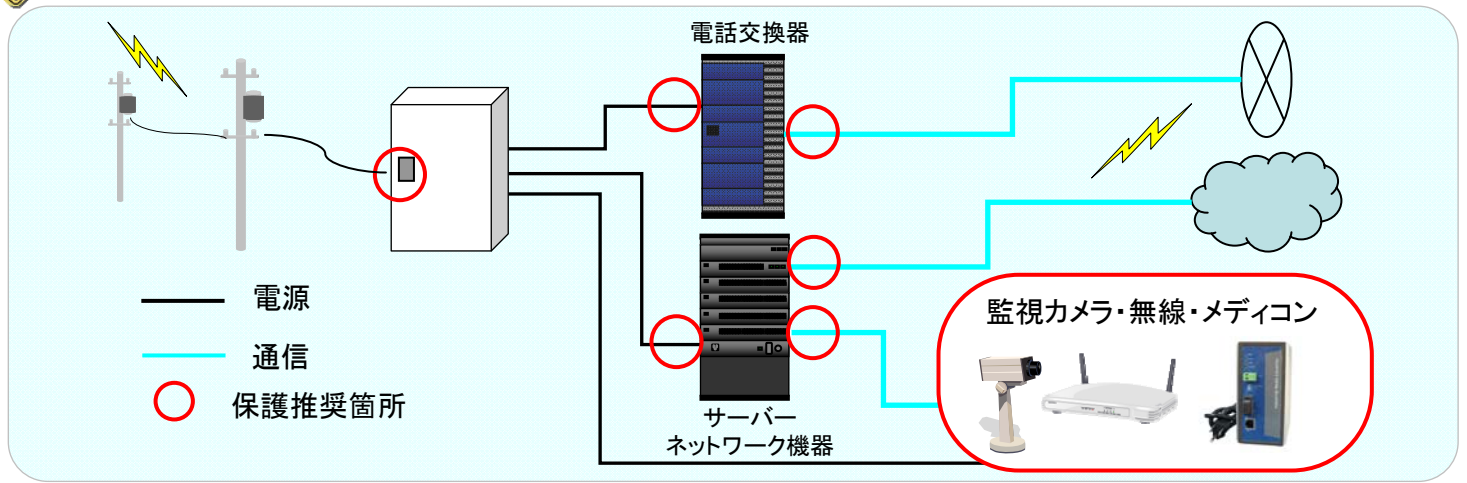 電話交換器
電源
通信
保護推奨箇所
サーバー
ネットワーク機器
監視カメラ・無線・メディコン